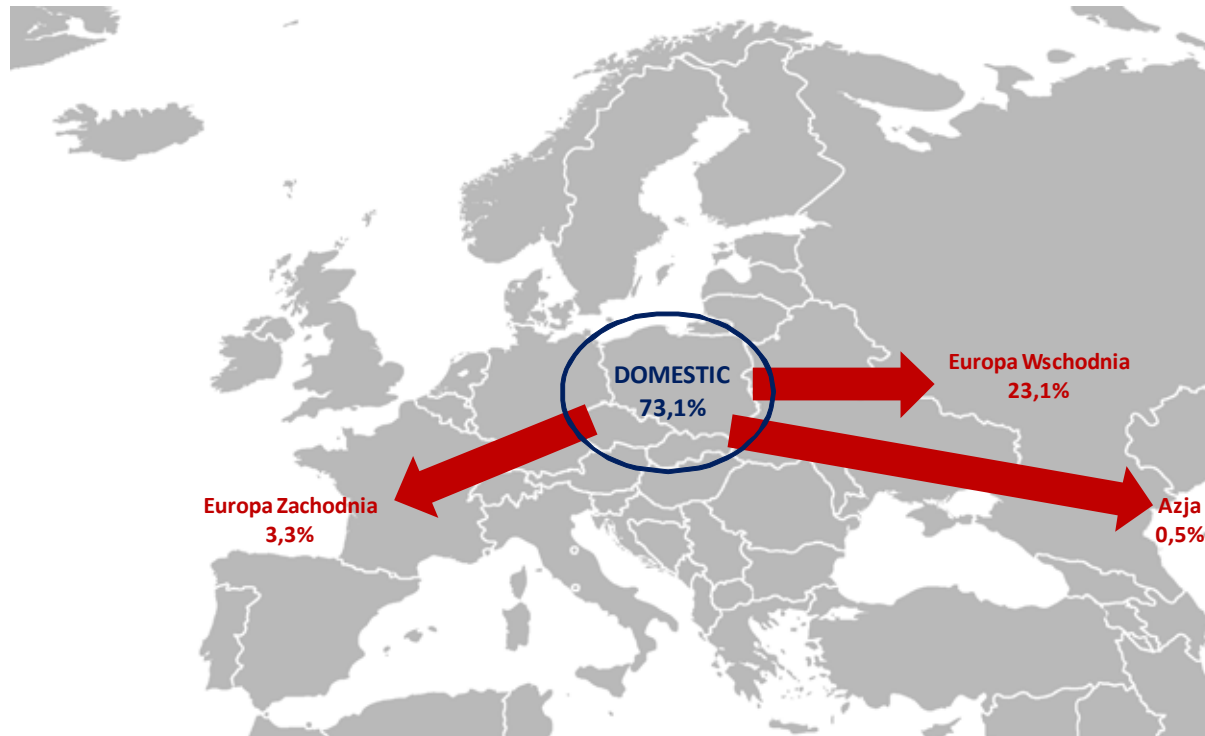 DOMESTIC
73,1%
Europa Wschodnia
23,1%
Europa Zachodnia
3,3%
Azja
0,5%